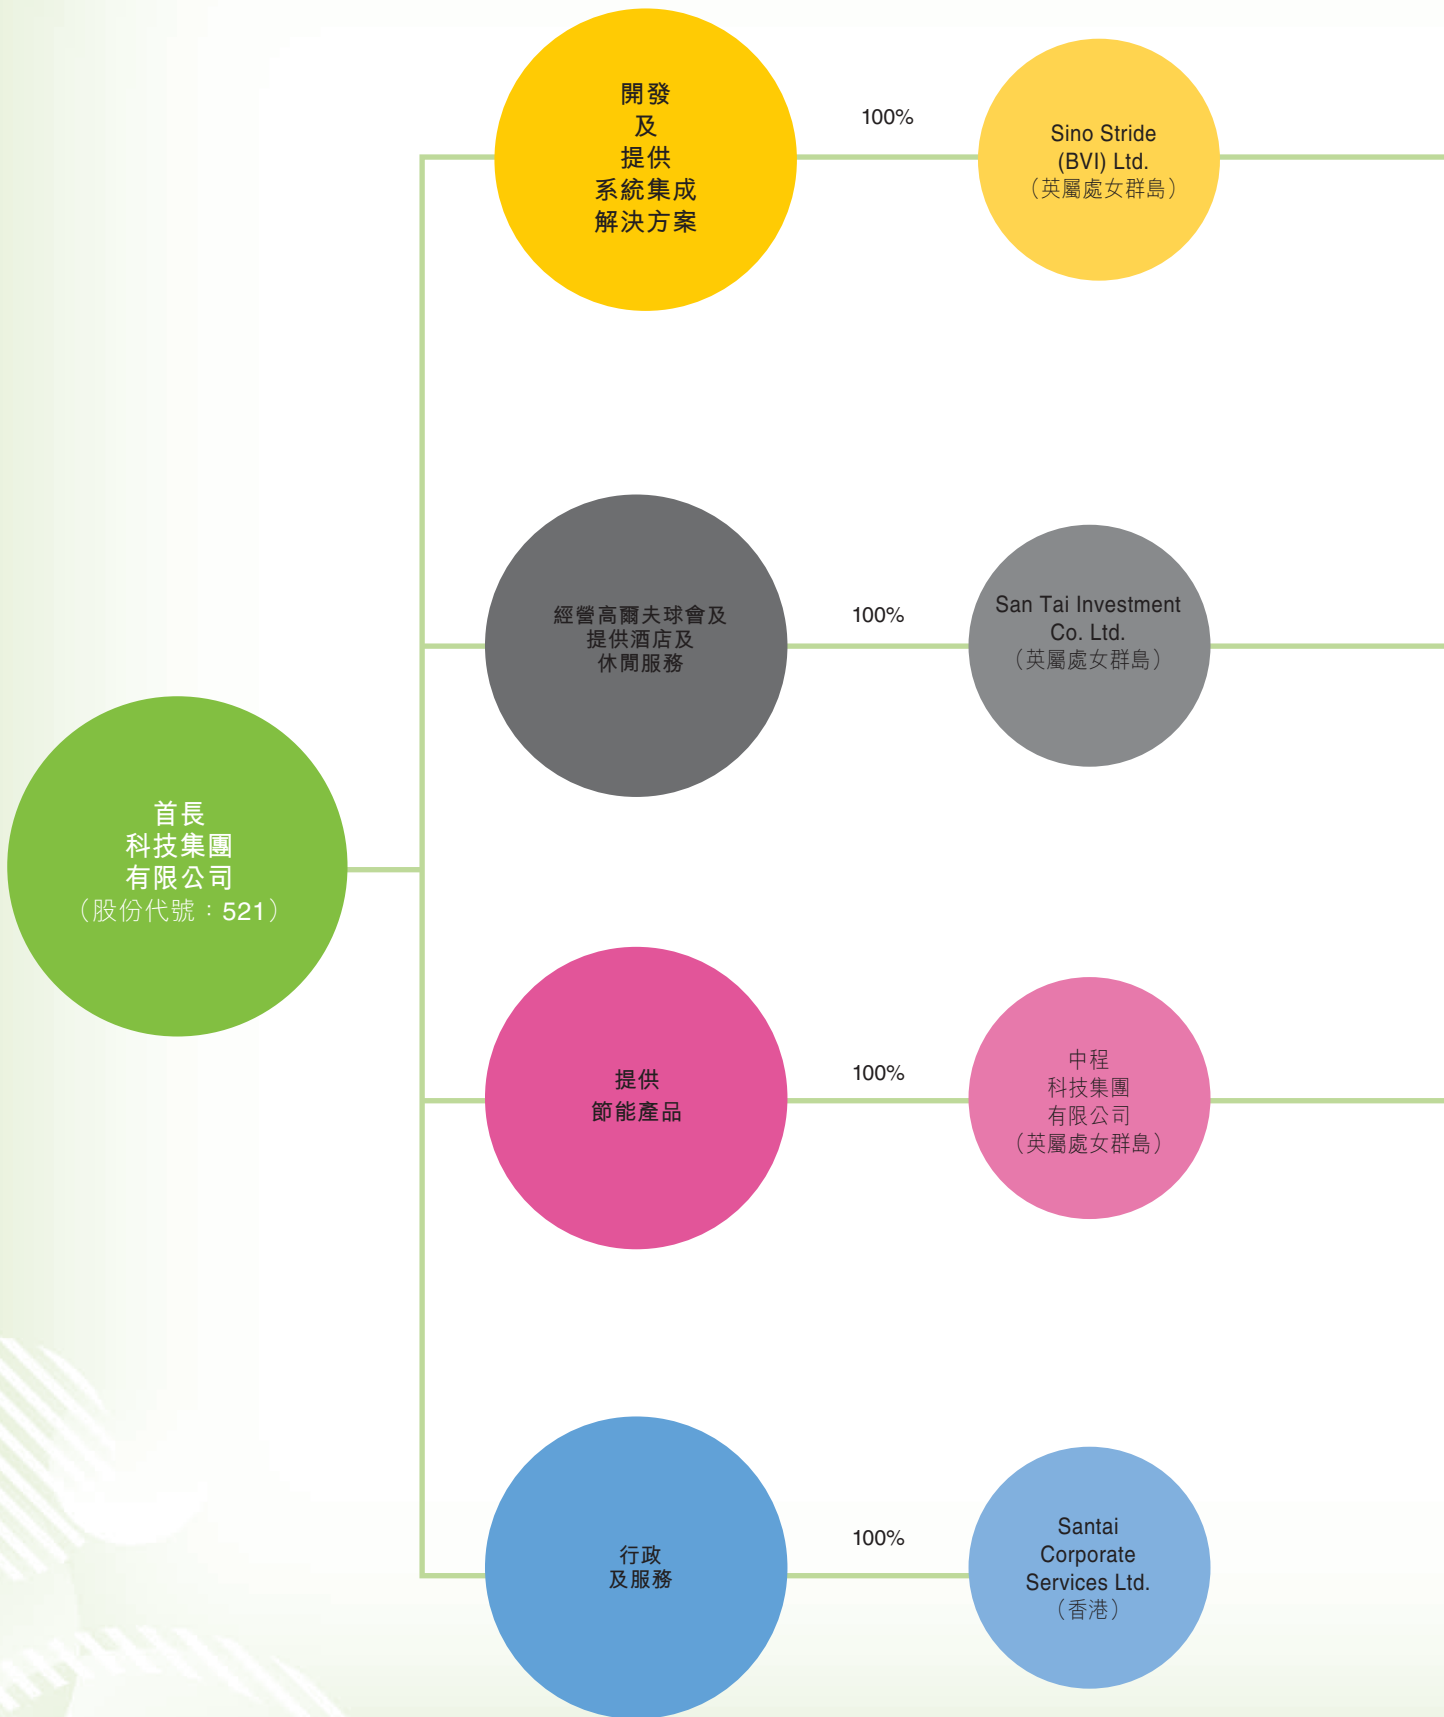 開發
及
提供
系統集成
解決方案
100%
Sino Stride
(BVI) Ltd.
（英屬處女群島）
經營高爾夫球會及
提供酒店及
休閒服務
100%
San Tai Investment
Co. Ltd.
（英屬處女群島）
首長
科技集團
有限公司
（股份代號：521）
提供
節能產品
100%
中程
科技集團
有限公司
（英屬處女群島）
行政
及服務
100%
Santai
Corporate
Services Ltd.
（香港）